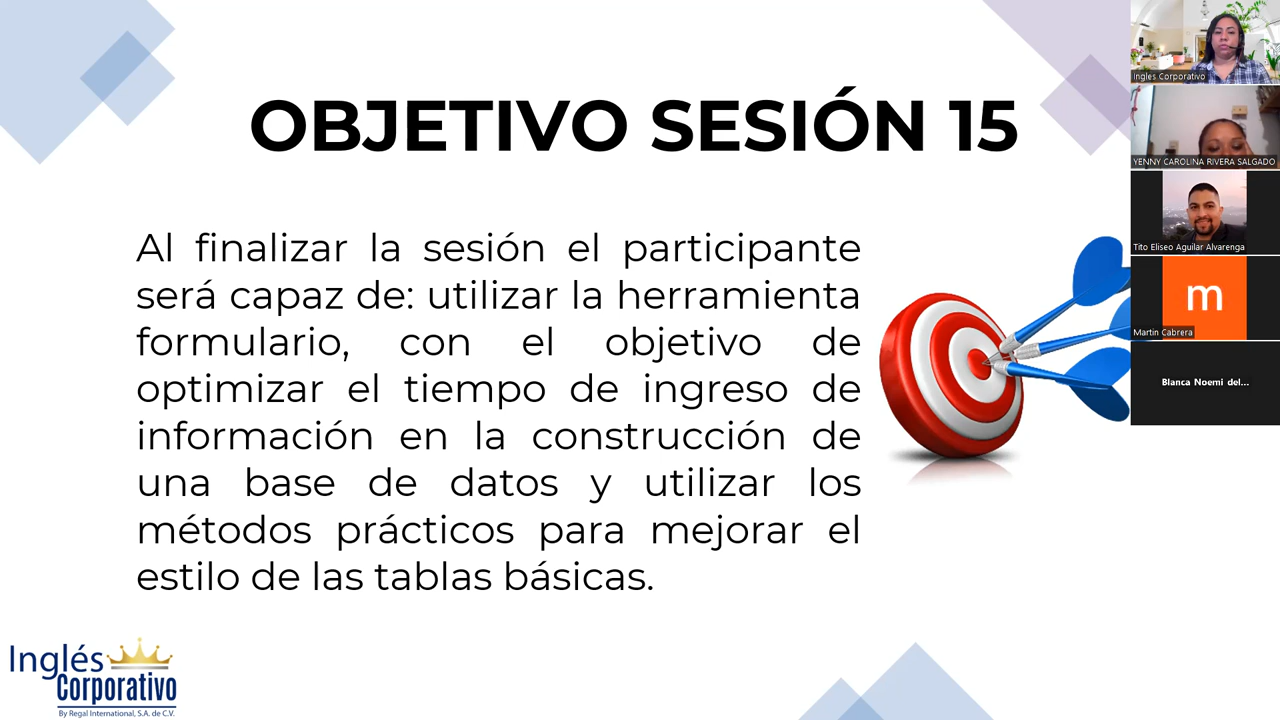 OBJETIVO SESIÓN 15
Al finalizar la sesión el participante
será capaz de: utilizar la herramienta
formulario, con el objetivo de
optimizar el tiempo de ingreso de
información en la construcción de
una base de datos y utilizar los
métodos prácticos para mejorar el
estilo de las tablas básicas.
Inglés
Corporativo
By Regal International, S.A. de C.V.
Ingles Corporativo
YENNY CAROLINA RIVERA SALGADO
Tito Eliseo Aguilar Alvarenga
m
Martin Cabrera
Blanca Noemi del...